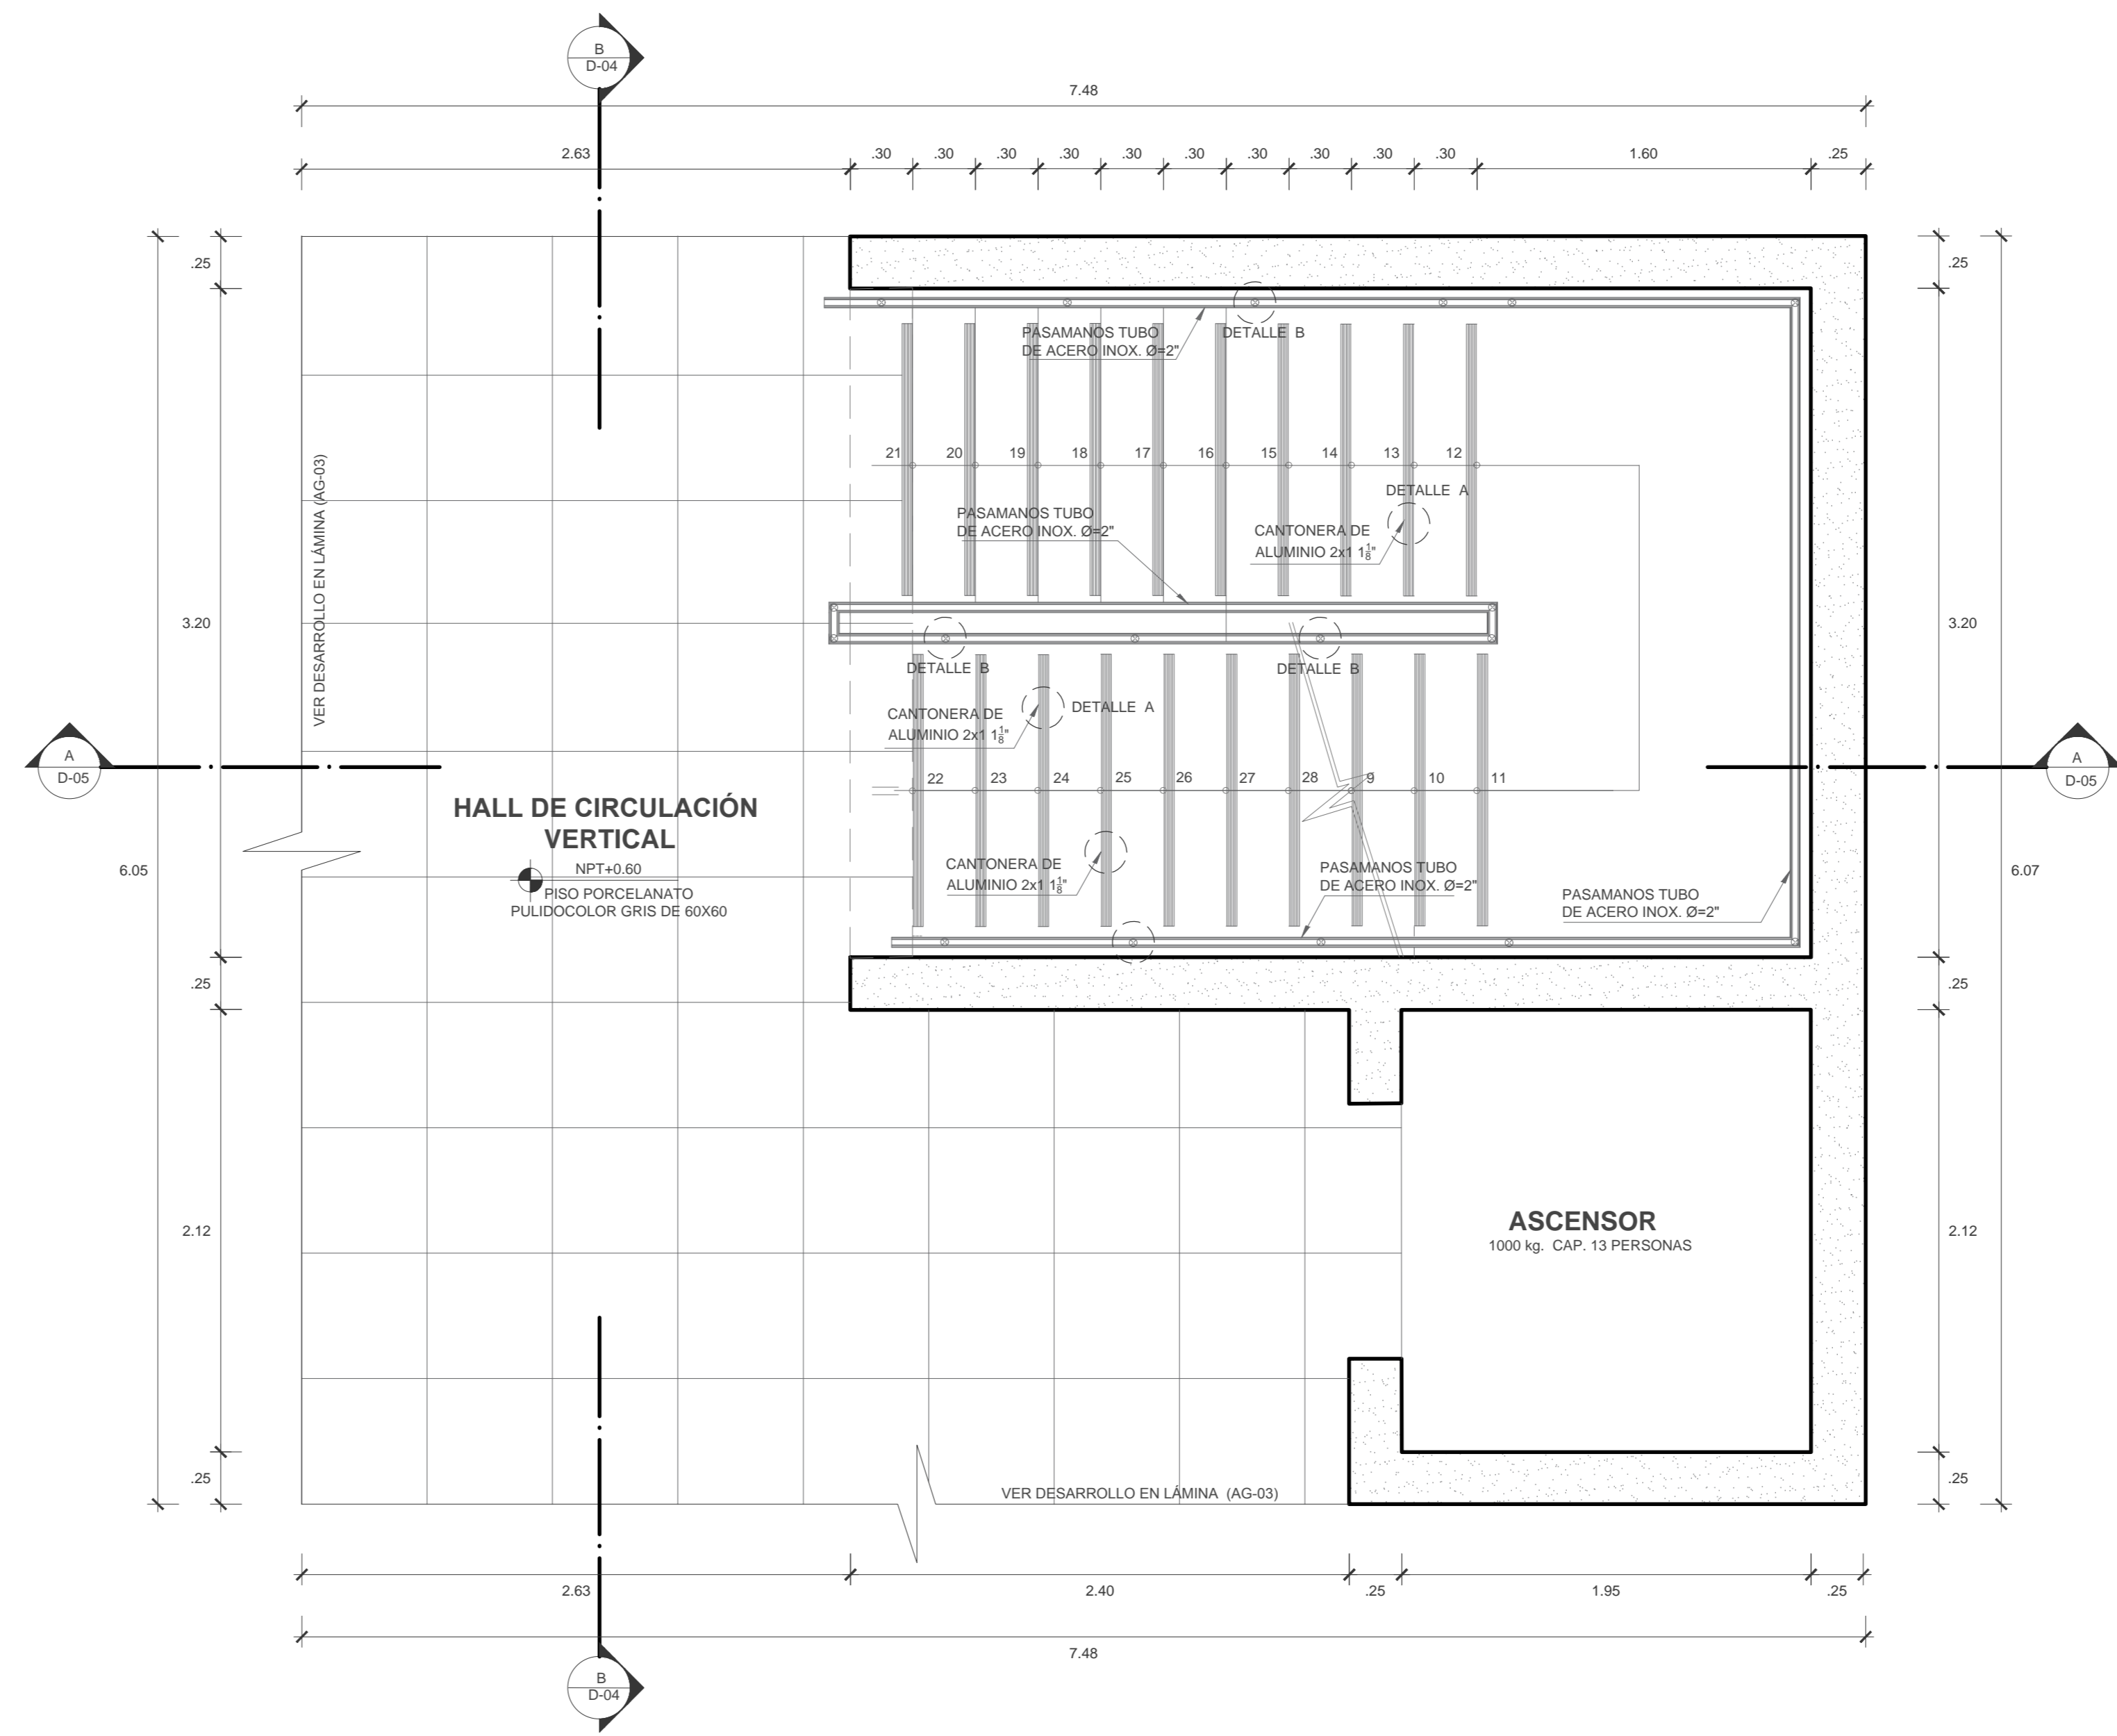 B
D-04
7.48
2.63
.30
.30
.30
.30
.30
.30
.30
.30
.30
.30
1.60
.25
.25
.25
PASAMANOS TUBO
DE ACERO INOX. Ø=2"
DETALLE B
VER DESARROLLO EN LÁMINA (AG-03)
21
20
19
18
17
16
15
14
13
12
DETALLE A
PASAMANOS TUBO
DE ACERO INOX. Ø=2"
CANTONERA DE
ALUMINIO 2x1 1⅛"
3.20
3.20
DETALLE B
DETALLE B
CANTONERA DE
ALUMINIO 2x1 1⅛"
DETALLE A
A
D-05
A
D-05
22
23
24
25
26
27
28
9
10
11
HALL DE CIRCULACIÓN
VERTICAL
NPT+0.60
PISO PORCELANATO
PULIDOCOLOR GRIS DE 60X60
6.05
6.07
CANTONERA DE
ALUMINIO 2x1 1⅛"
PASAMANOS TUBO
DE ACERO INOX. Ø=2"
PASAMANOS TUBO
DE ACERO INOX. Ø=2"
.25
.25
2.12
2.12
ASCENSOR
1000 kg. CAP. 13 PERSONAS
.25
.25
VER DESARROLLO EN LÁMINA (AG-03)
2.63
2.40
.25
1.95
.25
7.48
B
D-04